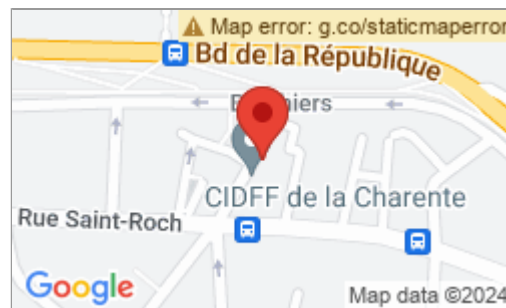 Map error: g.co/staticmaperror
Bd de la République
CIDFF de la Charente
Rue Saint-Roch
Google
Map data ©2024